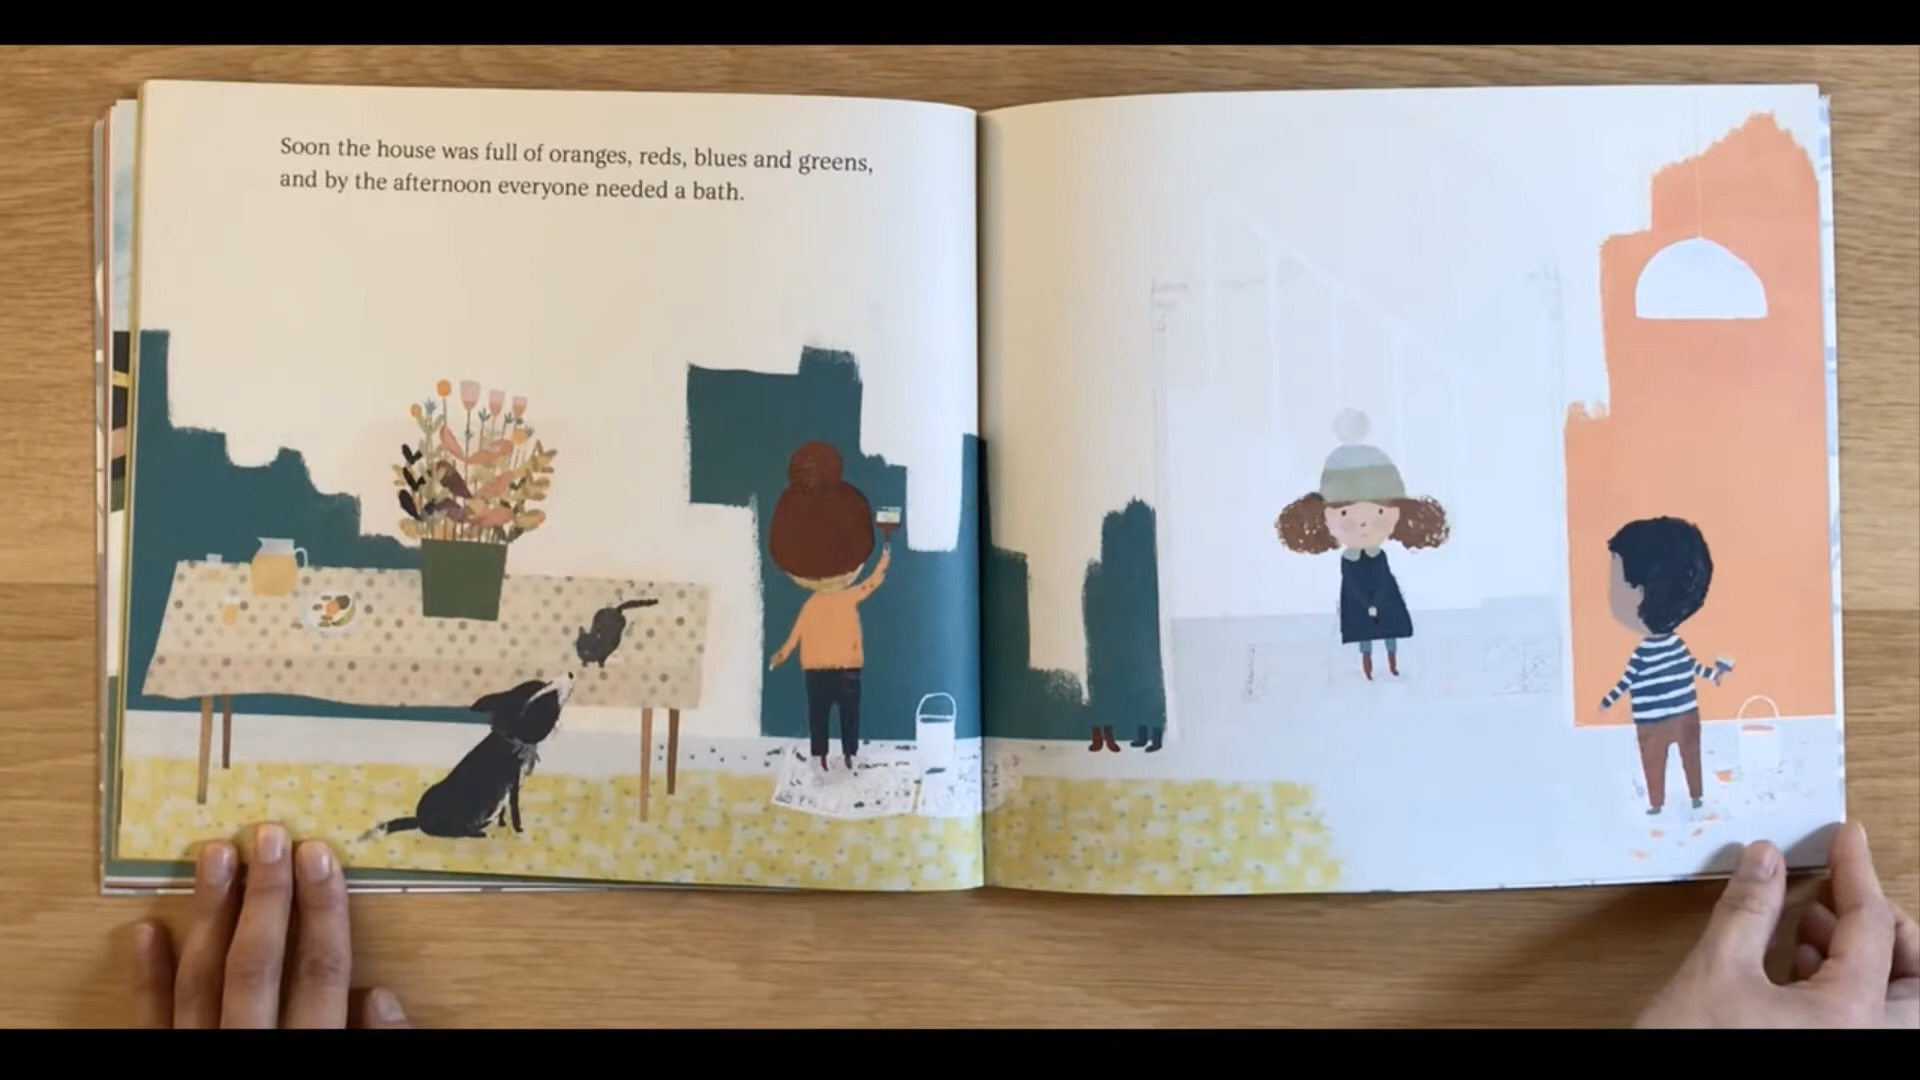 Soon the house was full of oranges, reds, blues and greens,
and by the afternoon everyone needed a bath.